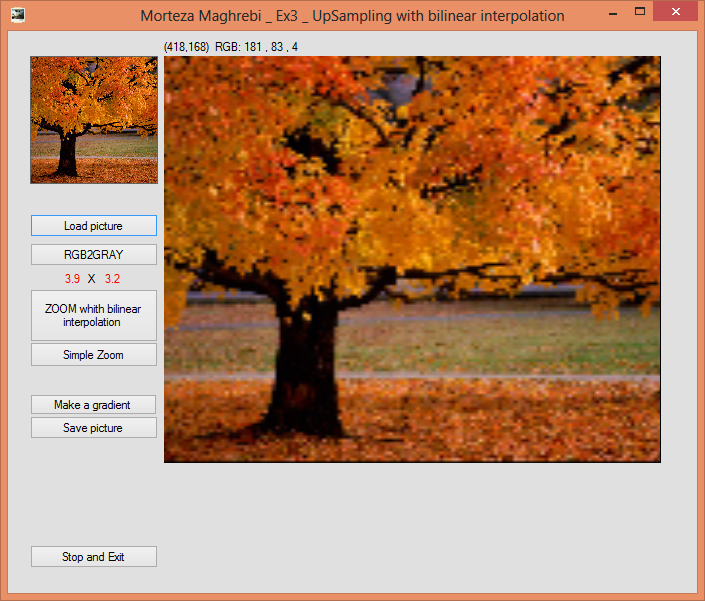 Morteza Maghrebi _ Ex3 _ UpSampling with bilinear interpolation
(418,168) RGB: 181 , 83 , 4
Load picture
RGB2GRAY
3.9 X 3.2
ZOOM whith bilinear
interpolation
Simple Zoom
Make a gradient
Save picture
Stop and Exit